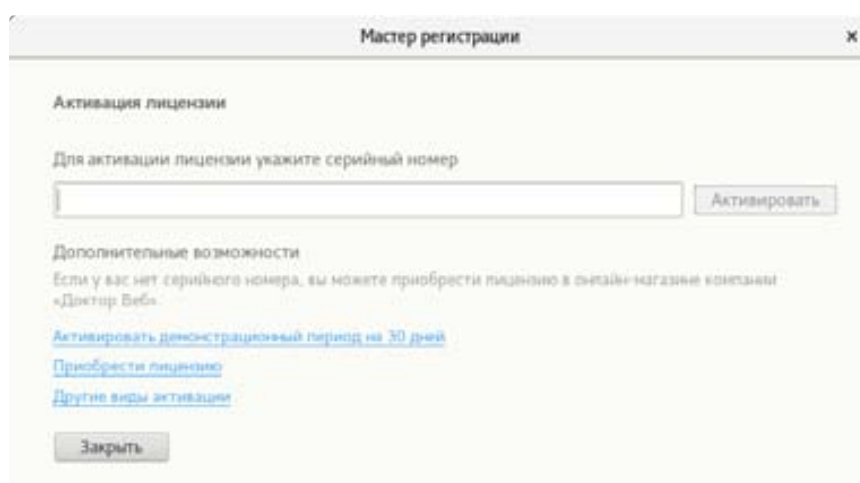 Мастер регистрации
Активация лицензии
Для активации лицензии укажите серийный номер
Активировать
Дополнительные возможности
Если у вас нет серийного номера, вы можете приобрести лицензию в онлайн-магазине компании
«Доктор Веб»
Активировать демонстрационный период на 30 дней
Приобрести лицензию
Другие виды активации
Закрыть